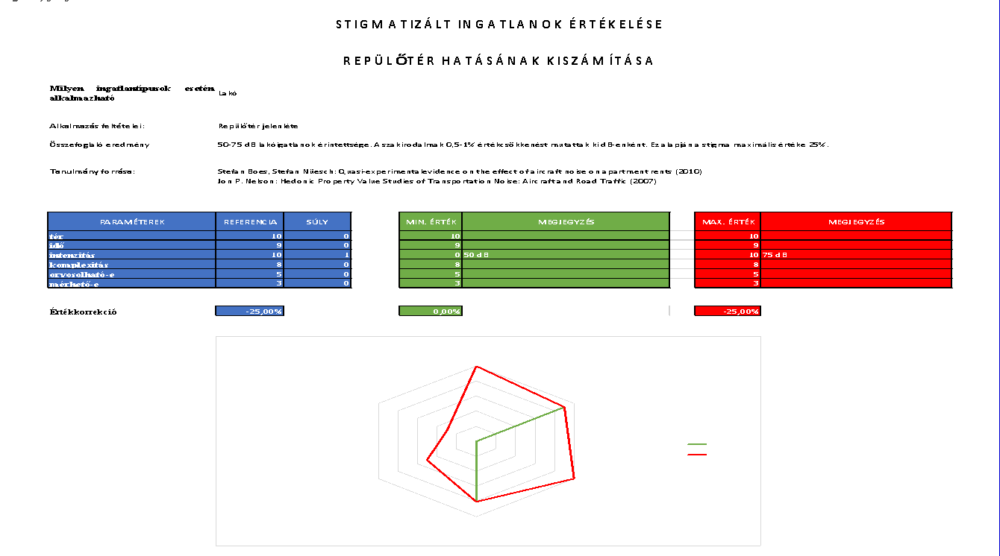 STIGMATIZÁLT INGATLANOK ÉRTÉKELÉSE
REPÜLŐTÉR HATÁSÁNAK KISZÁMÍTÁSA
Milyen ingatlantípusok esetén alkalmazható
Lakó
Alkalmazás feltételei: Repülőtér jelenléte
Összefoglaló eredmény 50-75 dB lakóigatlanok érintettsége. A szakirodalmak 0,5-1% értékcsökkenést mutattak ki dB-enként. Ez alapján a stigma maximális értéke 25%.
Tanulmány forrása: Stefan Boes, Stefan Nüesch: Quasi-experimental evidence on the effect of aircraft noise on apartment rents (2010)
Jon P. Nelson: Hedonic Property Value Studies of Transportation Noise: Aircraft and Road Traffic (2007)
PARAMÉTEREK REFERENCIA SÚLY MIN. ÉRTÉK MEGJEGYZÉS MAX. ÉRTÉK MEGJEGYZÉS
tér 10 0 10 10
idő 9 0 9 9
intenzitás 10 1 0 50 dB 10 75 dB
komplexitás 8 0 8 8
orvosolható-e 5 0 5 5
mérhető-e 3 0 3 3
Értékkorrekció -25,00% 0,00% -25,00%